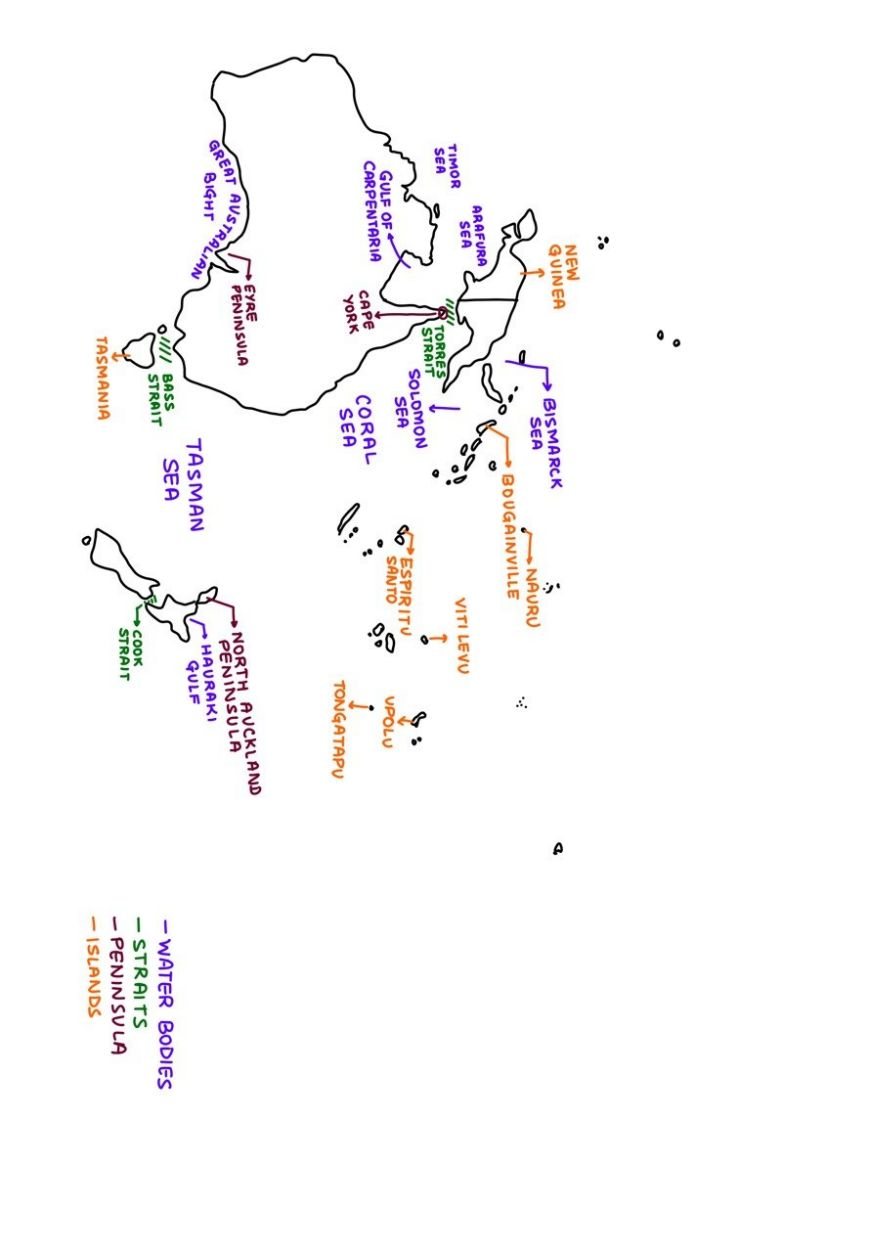 NEW
GUINEA
TIMOR
SEA
ARAFURA
SEA
GULF OF
CARPENTARIA
BISMARCK
SEA
TORRES
STRAIT
SOLOMON
SEA
BOUGAINVILLE
NAURU
CAPE
YORK
CORAL
SEA
ESPIRITU
SANTO
VITI LEVU
UPOLU
TONGATAPU
GREAT AUSTRALIAN
BIGHT
EYRE
PENINSULA
BASS
STRAIT
TASMANIA
TASMAN
SEA
NORTH AUCKLAND
PENINSULA
HAURAKI
GULF
COOK
STRAIT
- WATER BODIES
- STRAITS
- PENINSULA
- ISLANDS